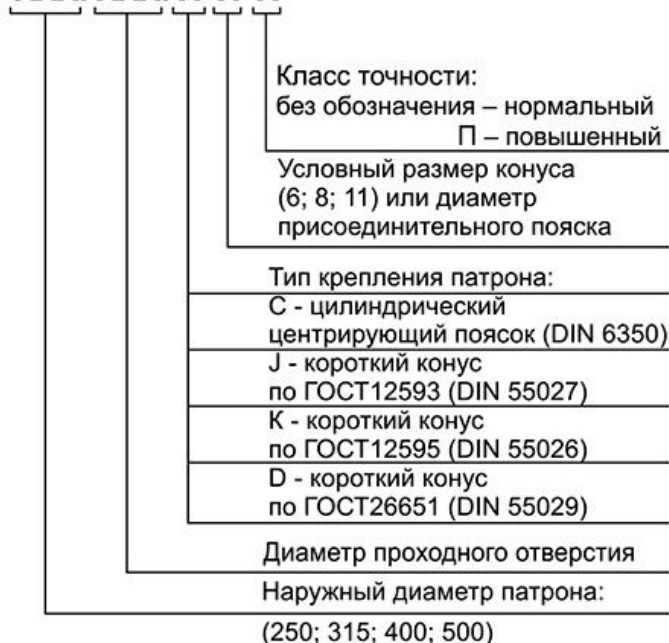 Класс точности:
без обозначения – нормальный
П – повышенный
Условный размер конуса
(6; 8; 11) или диаметр
присоединительного пояска
Тип крепления патрона:
С - цилиндрический
центрирующий поясок (DIN 6350)
J - короткий конус
по ГОСТ12593 (DIN 55027)
К - короткий конус
по ГОСТ12595 (DIN 55026)
D - короткий конус
по ГОСТ26651 (DIN 55029)
Диаметр проходного отверстия
Наружный диаметр патрона:
(250; 315; 400; 500)